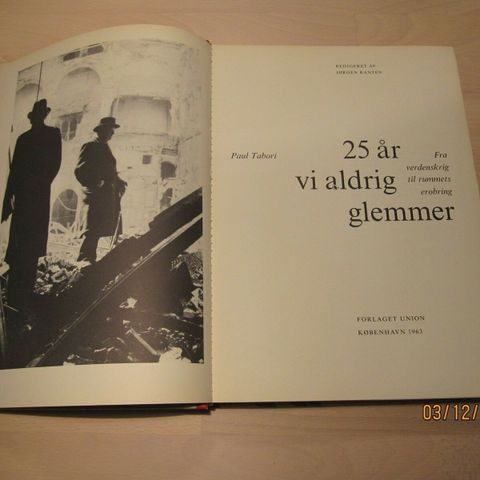 REDIGERET AF
JØRGEN KANTEN
Paul Tabori
25 år
vi aldrig
glemmer
Fra
verdenskrig
til rummets
erobring
FORLAGET UNION
KØBENHAVN 1963
03/12/